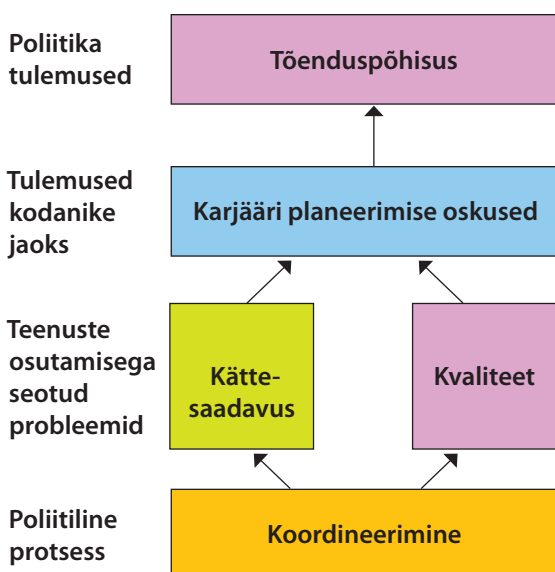 Poliitika
tulemused
Tõenduspõhisus
Tulemused
kodanike
jaoks
Karjääri planeerimise oskused
Teenuste
osutamisega
seotud
probleemid
Kätte-
saadavus
Kvaliteet
Poliitiline
protsess
Koordineerimine